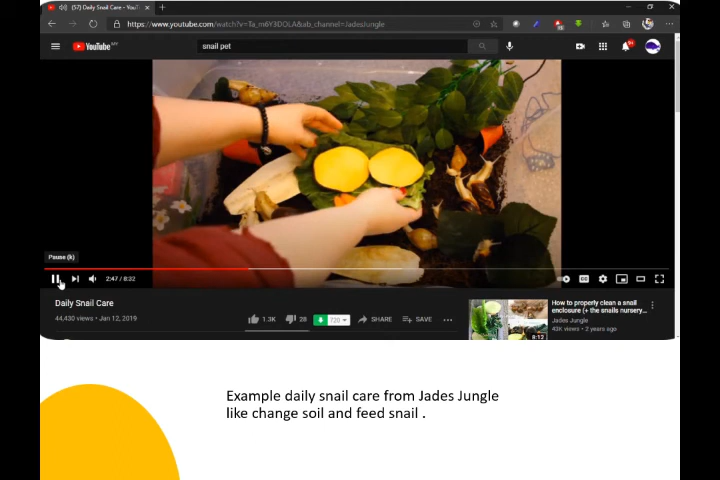 (57) Daily Snail Care - YouT
https://www.youtube.com/watch?v=Ta_m6Y3DOLA&ab_channel=JadesJungle
YouTube MY
snail pet
9+
Pause (k)
2:47 / 8:32
Daily Snail Care
44,430 views • Jan 12, 2019
1.3K
28
720
SHARE
SAVE
How to properly clean a snail
enclosure (+ the snails nursery...
Jades Jungle
43K views • 2 years ago
8:12
Example daily snail care from Jades Jungle
like change soil and feed snail .